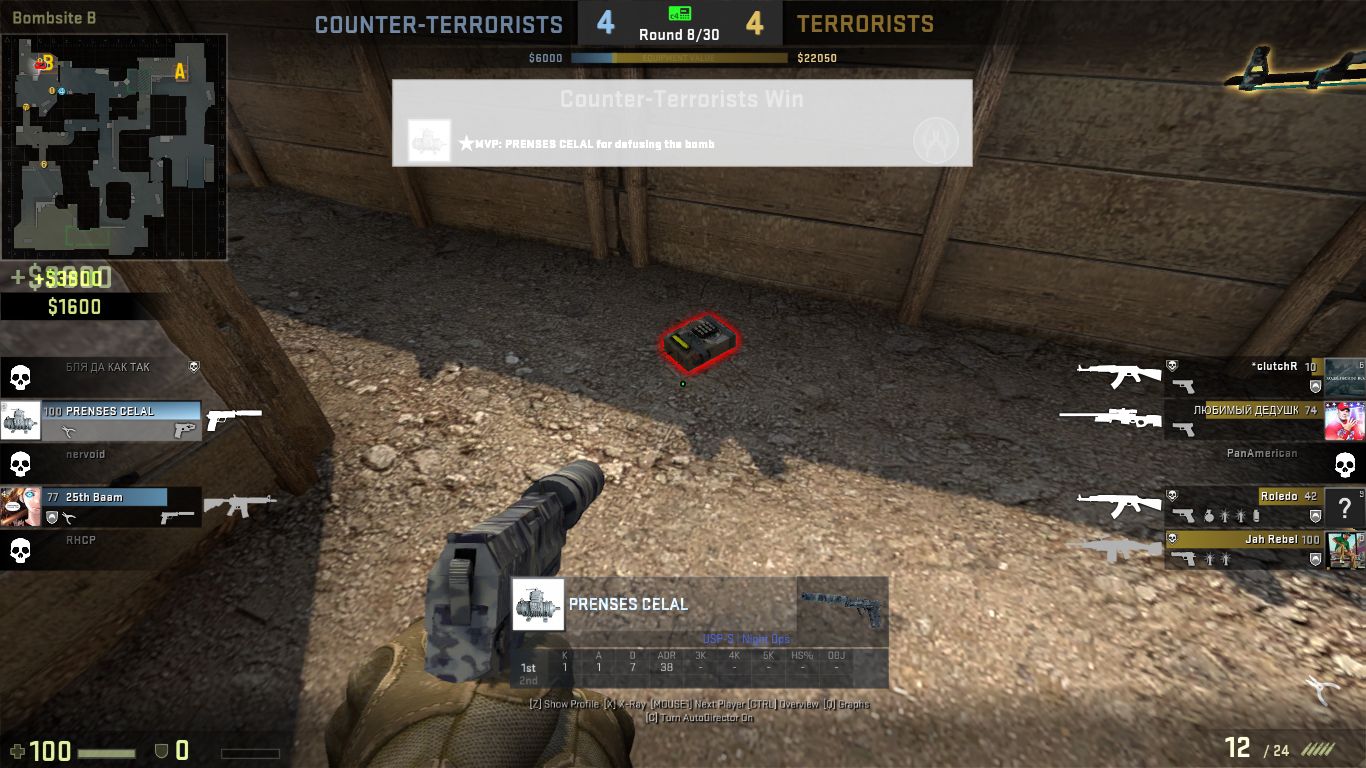 Bombsite B
COUNTER-TERRORISTS 4 Round 8/30 4 TERRORISTS
$6000 EQUIPMENT VALUE $22050
B A
Counter-Terrorists Win
MVP: PRENSES CELAL for defusing the bomb
+$3800
$1600
БЛЯ ДА КАК ТАК
100 PRENSES CELAL
nervoid
77 25th Baam
RHCP
*clutchR 10
ЛЮБИМЫЙ ДЕДУШК 74
PanAmerican
Roledo 42
?
Jah Rebel 100
PRENSES CELAL
USP-S | Night Ops
K A D ADR 3K 4K 5K HS% OBJ
1st 1 1 7 38 - - - - -
2nd
[Z] Show Profile [X] X-Ray [MOUSE1] Next Player [CTRL] Overview [Q] Graphs
[C] Turn AutoDirector On
100 0
12 / 24